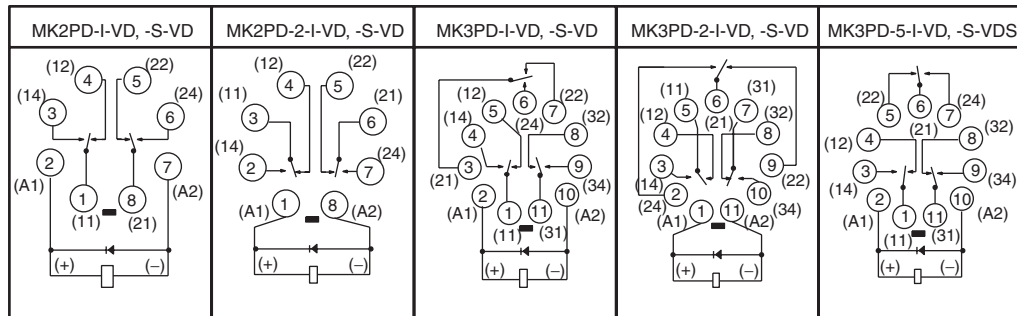 MK2PD-I-VD, -S-VD
MK2PD-2-I-VD, -S-VD
MK3PD-I-VD, -S-VD
MK3PD-2-I-VD, -S-VD
MK3PD-5-I-VD, -S-VDS
(12) 4 5 (22)
(14) (24)
3 6
2 7
(A1) 1 8 (A2)
(11) (21)
(+) (−)
(12) (22)
4 5
(11) (21)
3 6
(14) 2 7 (24)
(A1) 1 8 (A2)
(+) (−)
(12) 5 6 7 (22)
(14) (24) (32)
4 8
3 9
(21) 2 10 (34)
(A1) 1 11 (A2)
(11) (31)
(+) (−)
(11) 6 (31)
5 7
(12) (21) (32)
4 8
3 9
(14) 2 10 (22)
(24) (34)
(A1) 1 11 (A2)
(+) (−)
(22) 5 6 7 (24)
4 (21) 8 (32)
(12)
3 9
(14) 2 10 (34)
(A1) 1 11 (A2)
(11) (31)
(+) (−)